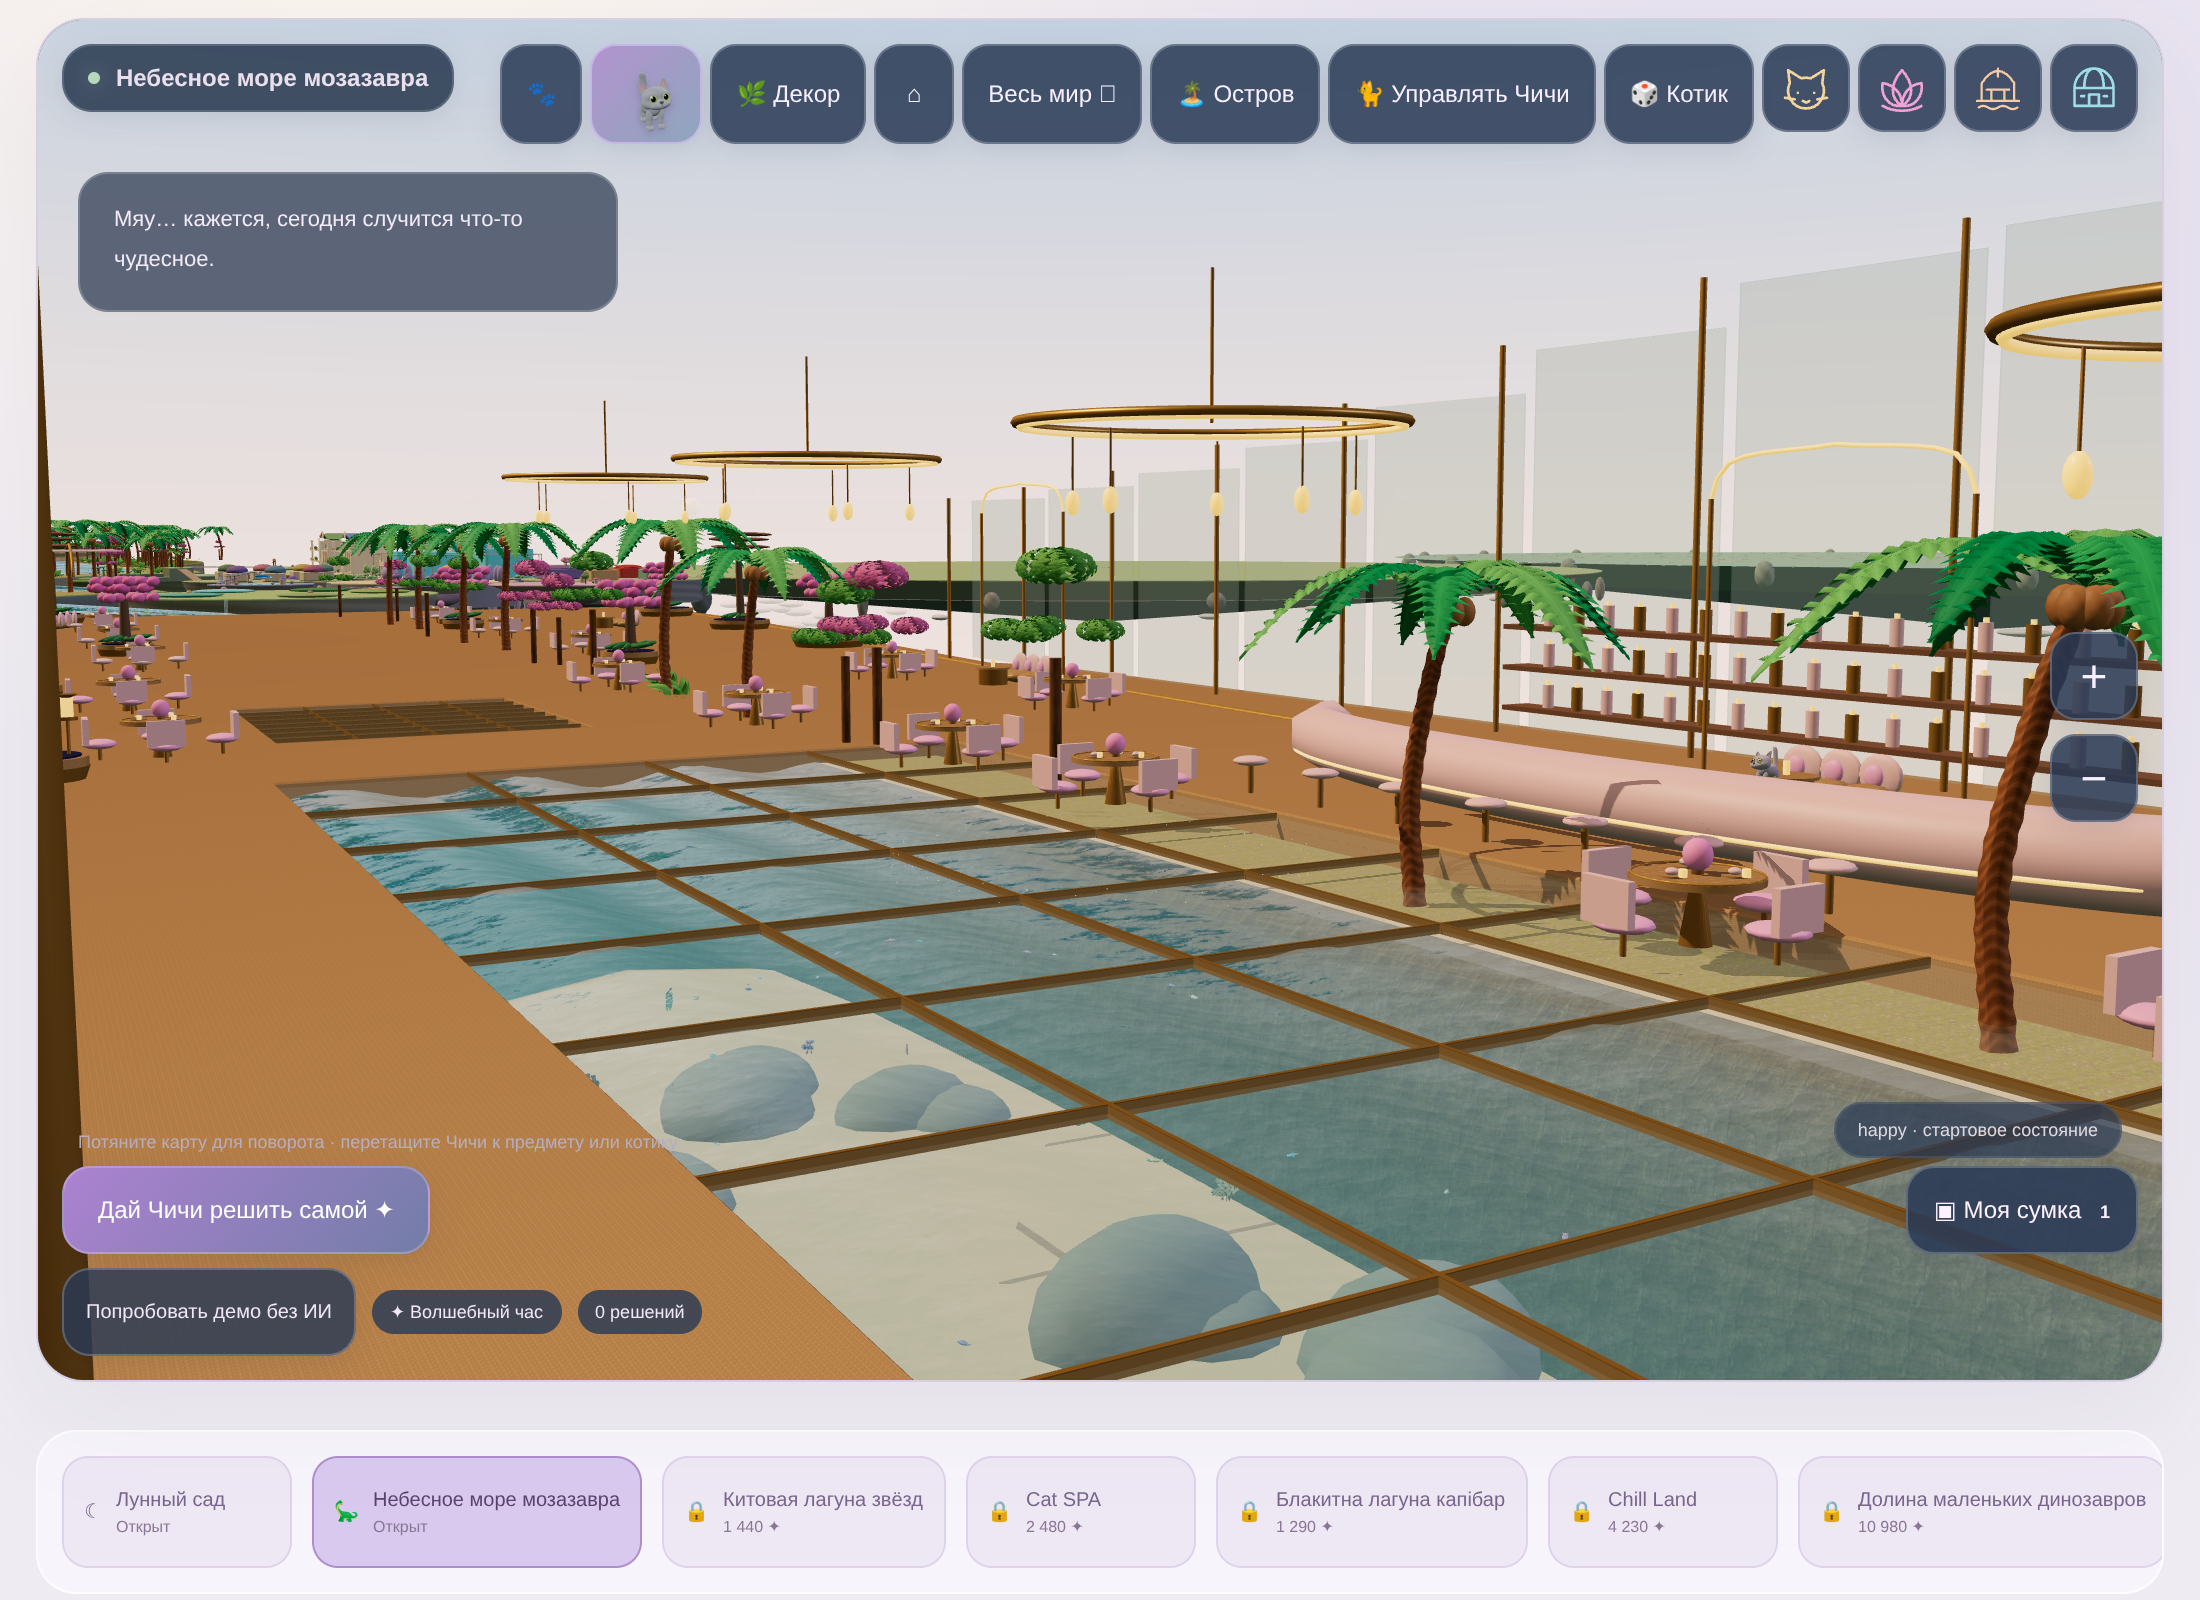 Небесное море мозазавра
Декор
Весь мир
Остров
Управлять Чичи
Котик
Мяу… кажется, сегодня случится что-то
чудесное.
+
−
Потяните карту для поворота · перетащите Чичи к предмету или котику
happy · стартовое состояние
Дай Чичи решить самой ✦
Моя сумка 1
Попробовать демо без ИИ
✦ Волшебный час
0 решений
Лунный сад
Открыт
Небесное море мозазавра
Открыт
Китовая лагуна звёзд
1 440 ✦
Cat SPA
2 480 ✦
Блакитна лагуна капібар
1 290 ✦
Chill Land
4 230 ✦
Долина маленьких динозавров
10 980 ✦